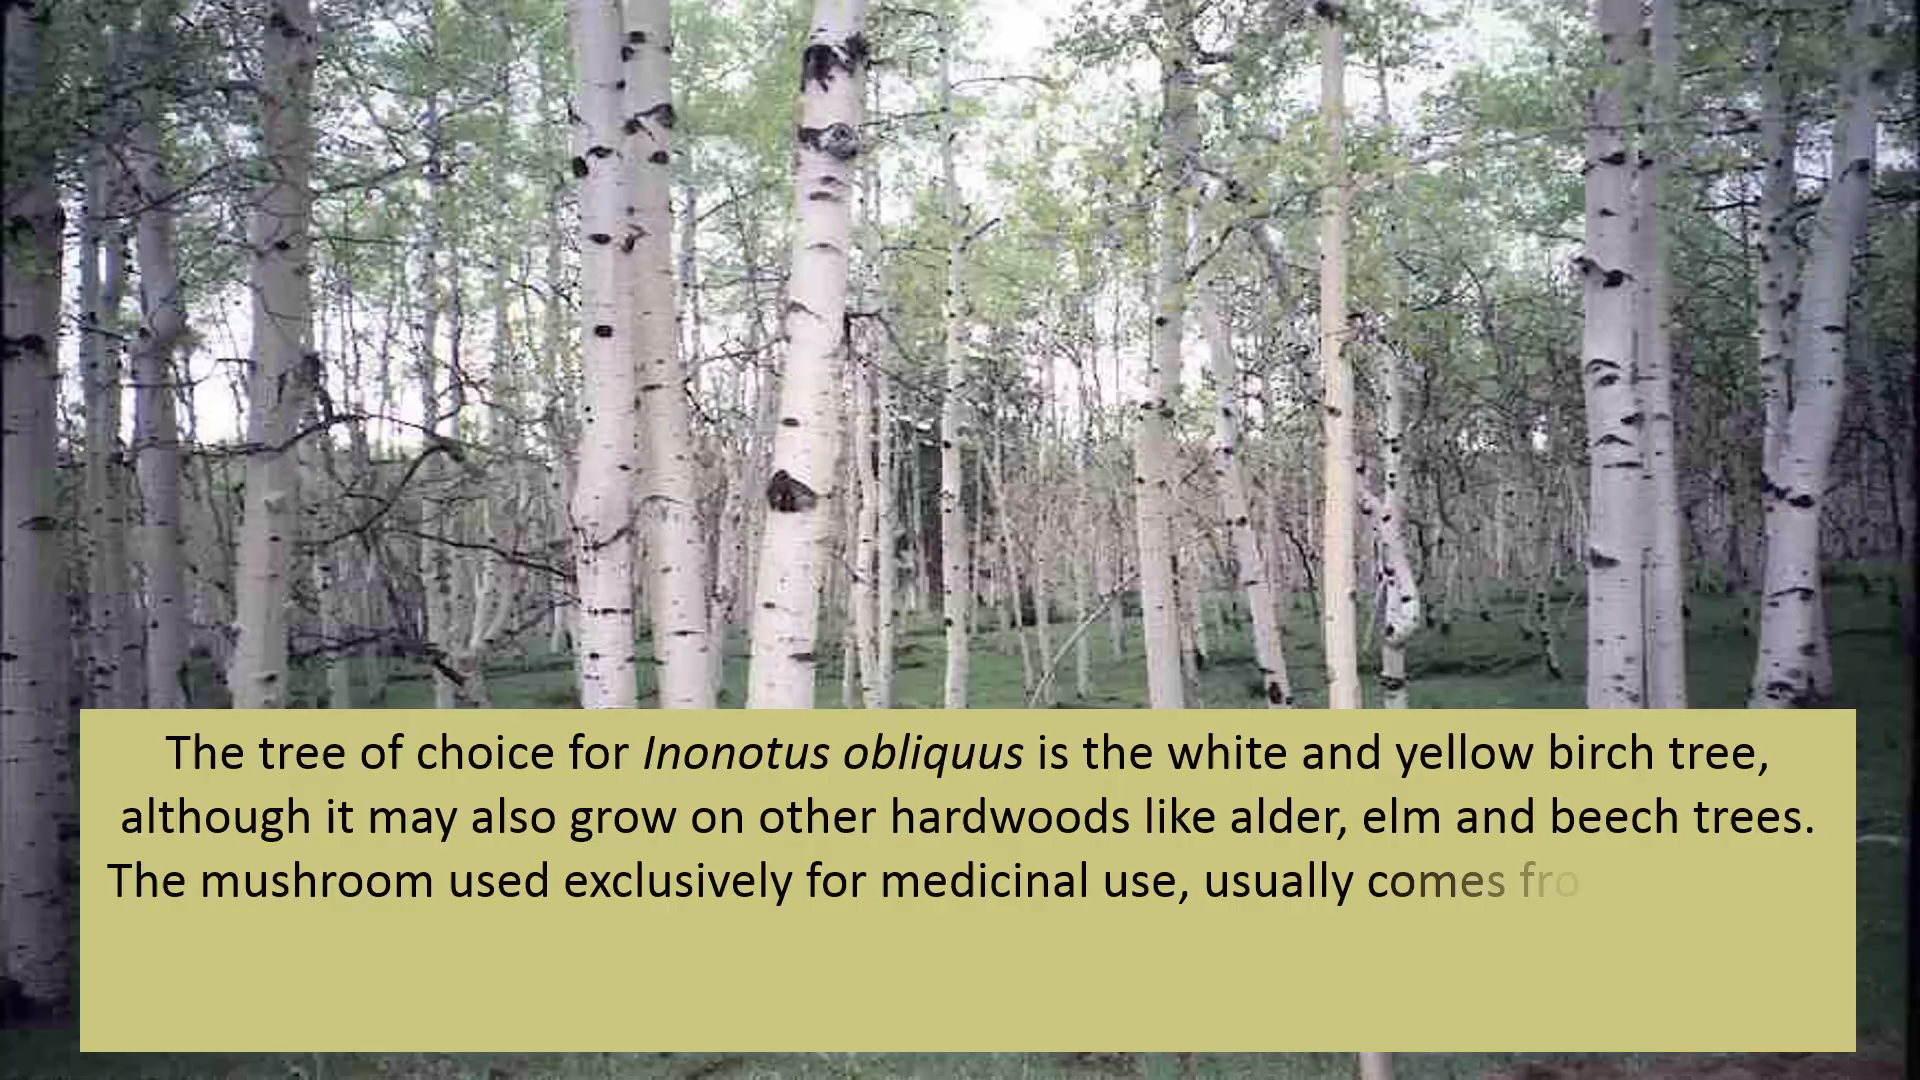 The tree of choice for Inonotus obliquus is the white and yellow birch tree,
although it may also grow on other hardwoods like alder, elm and beech trees.
The mushroom used exclusively for medicinal use, usually comes fro